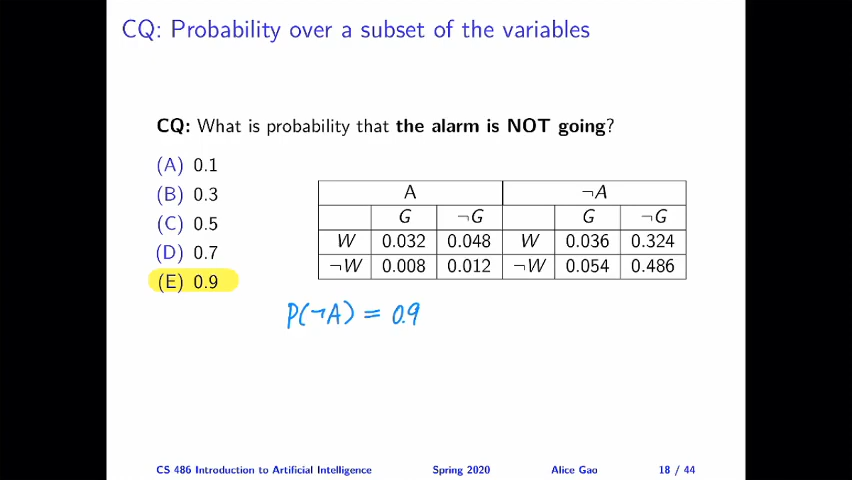 CQ: Probability over a subset of the variables
CQ: What is probability that the alarm is NOT going?
(A) 0.1
(B) 0.3
(C) 0.5
(D) 0.7
(E) 0.9
A ¬A
G ¬G G ¬G
W 0.032 0.048 W 0.036 0.324
¬W 0.008 0.012 ¬W 0.054 0.486
P(¬A) = 0.9
CS 486 Introduction to Artificial Intelligence Spring 2020 Alice Gao 18 / 44